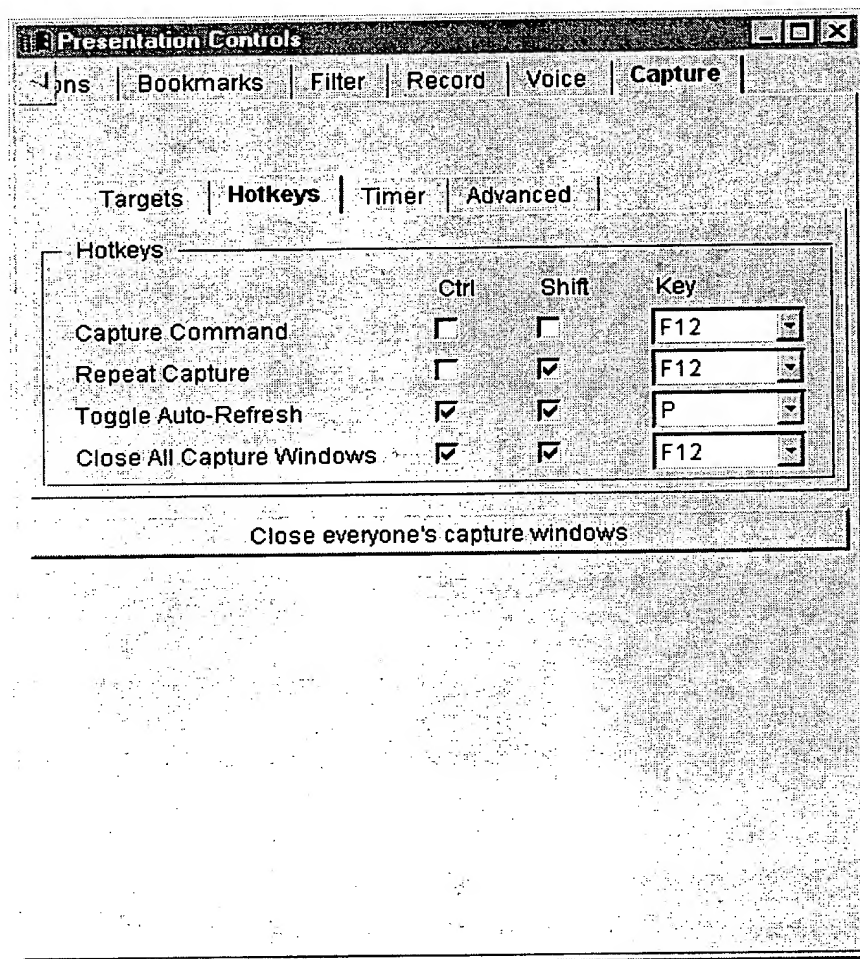 Presentation Controls
ons Bookmarks Filter Record Voice Capture
Targets Hotkeys Timer Advanced
Hotkeys
Ctrl Shift Key
Capture Command F12
Repeat Capture F12
Toggle Auto-Refresh P
Close All Capture Windows F12
Close everyone's capture windows